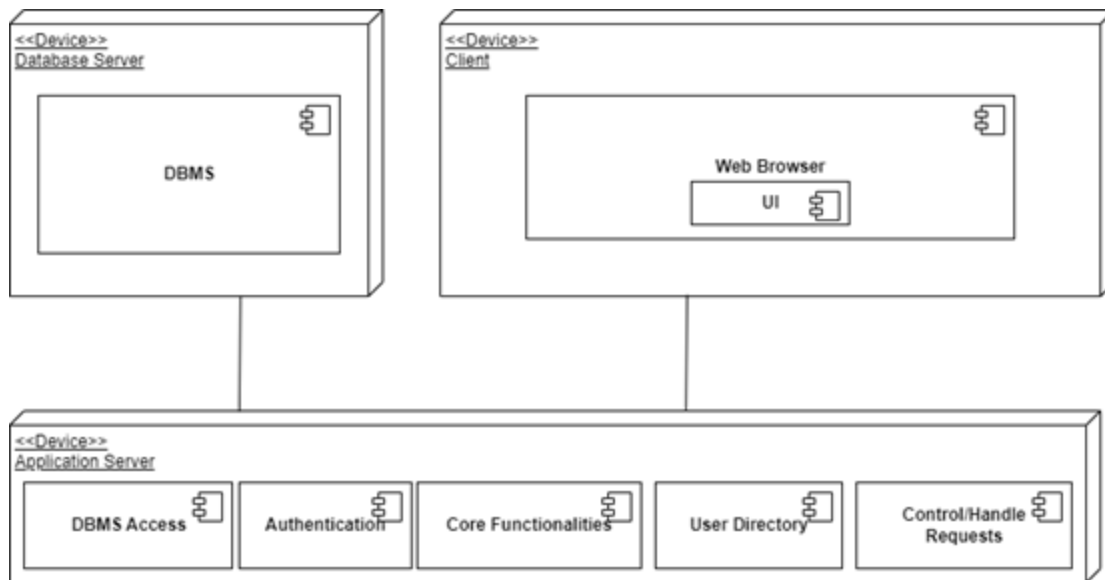 <<Device>>
Database Server
DBMS
<<Device>>
Client
Web Browser
UI
<<Device>>
Application Server
DBMS Access
Authentication
Core Functionalities
User Directory
Control/Handle
Requests